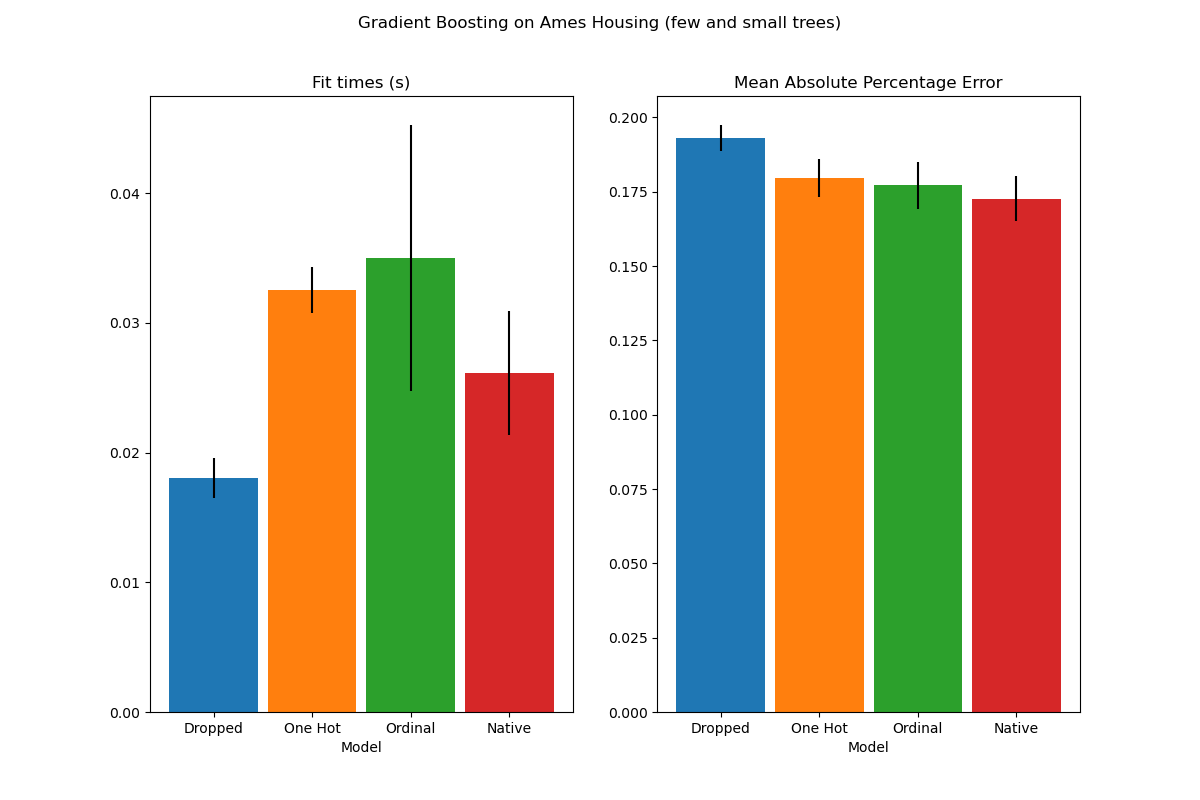 Gradient Boosting on Ames Housing (few and small trees)
Fit times (s)
0.04
0.03
0.02
0.01
0.00
Dropped One Hot Ordinal Native
Model
Mean Absolute Percentage Error
0.200
0.175
0.150
0.125
0.100
0.075
0.050
0.025
0.000
Dropped One Hot Ordinal Native
Model